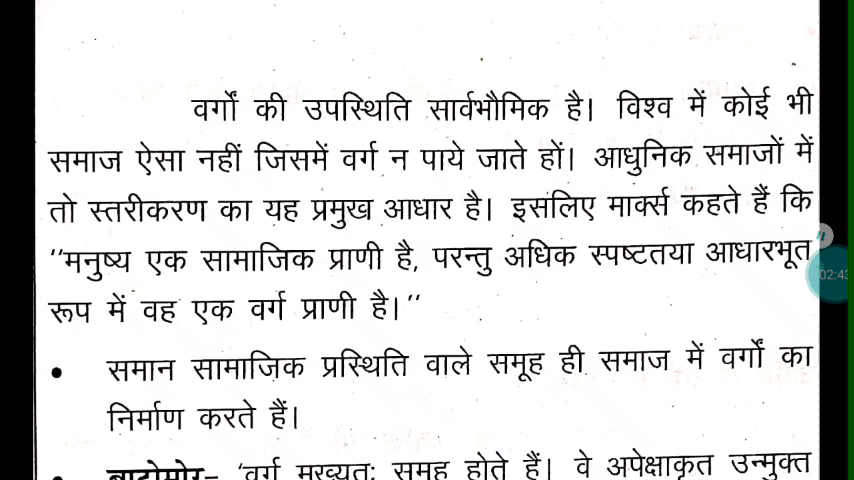 वर्गों की उपस्थिति सार्वभौमिक है। विश्व में कोई भी
समाज ऐसा नहीं जिसमें वर्ग न पाये जाते हों। आधुनिक समाजों में
तो स्तरीकरण का यह प्रमुख आधार है। इसलिए मार्क्स कहते हैं कि
''मनुष्य एक सामाजिक प्राणी है, परन्तु अधिक स्पष्टतया आधारभूत
रूप में वह एक वर्ग प्राणी है।''
• समान सामाजिक प्रस्थिति वाले समूह ही समाज में वर्गों का
निर्माण करते हैं।
• बाटोमोर– 'वर्ग मुख्यतः समूह होते हैं। वे अपेक्षाकृत उन्मुक्त
02:43